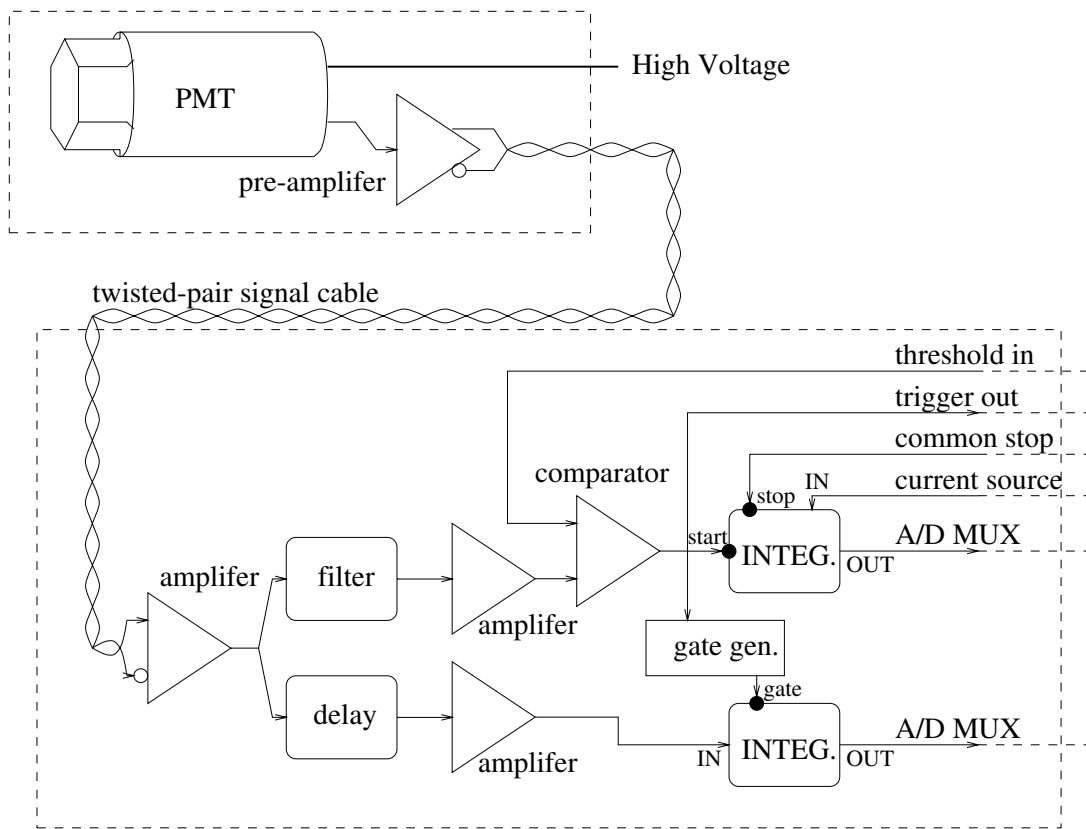 High Voltage
PMT
pre-amplifer
twisted-pair signal cable
threshold in
trigger out
common stop
comparator
IN
current source
stop
start
A/D MUX
INTEG.
OUT
amplifer
filter
amplifer
gate gen.
gate
delay
A/D MUX
IN
INTEG.
OUT
amplifer